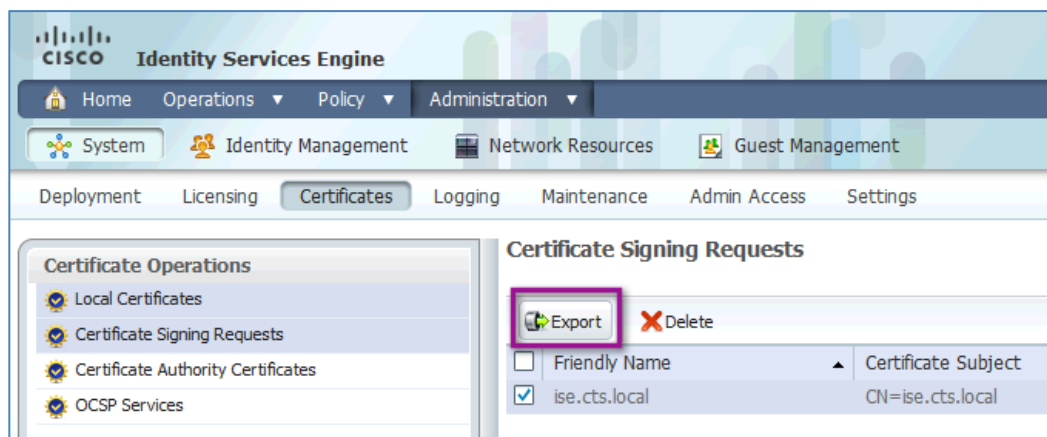 CISCO Identity Services Engine
Home Operations Policy Administration
System Identity Management Network Resources Guest Management
Deployment Licensing Certificates Logging Maintenance Admin Access Settings
Certificate Operations
Local Certificates
Certificate Signing Requests
Certificate Authority Certificates
OCSP Services
Certificate Signing Requests
Export Delete
Friendly Name Certificate Subject
ise.cts.local CN=ise.cts.local